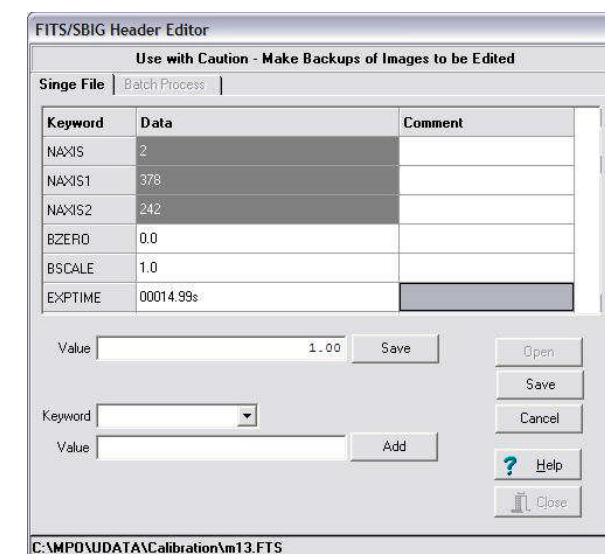 FITS/SBIG Header Editor
Use with Caution - Make Backups of Images to be Edited
Singe File Batch Process
Keyword Data Comment
NAXIS 2
NAXIS1 378
NAXIS2 242
BZERO 0.0
BSCALE 1.0
EXPTIME 00014.99s
Value 1.00 Save Open
Save
Keyword Cancel
Value Add
? Help
Close
C:\MPO\UDATA\Calibration\m13.FTS